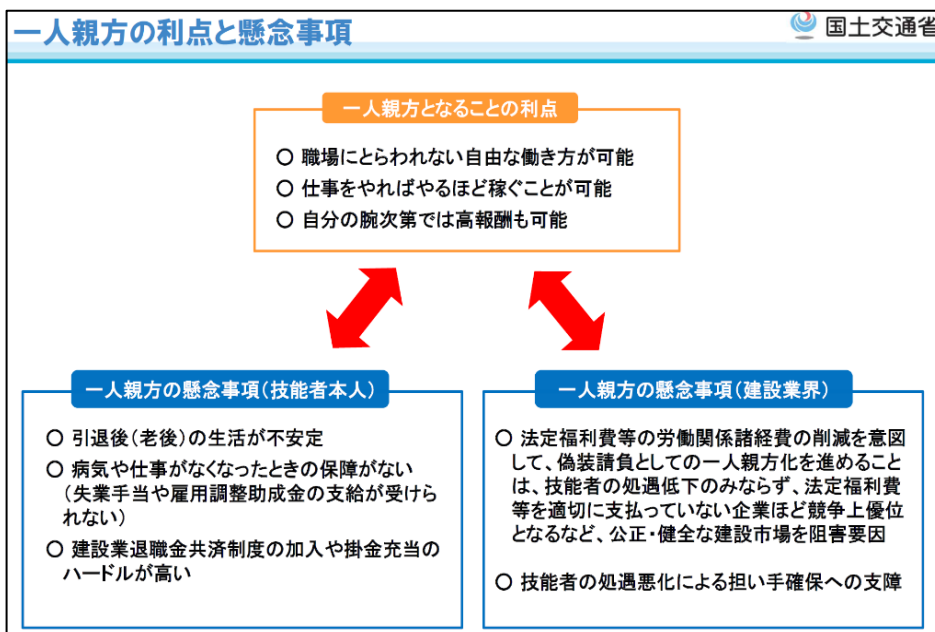 一人親方の利点と懸念事項
国土交通省
一人親方となることの利点
○ 職場にとらわれない自由な働き方が可能
○ 仕事をやればやるほど稼ぐことが可能
○ 自分の腕次第では高報酬も可能
一人親方の懸念事項(技能者本人)
○ 引退後(老後)の生活が不安定
○ 病気や仕事がなくなったときの保障がない
(失業手当や雇用調整助成金の支給が受けら
れない)
○ 建設業退職金共済制度の加入や掛金充当の
ハードルが高い
一人親方の懸念事項(建設業界)
○ 法定福利費等の労働関係諸経費の削減を意図
して、偽装請負としての一人親方化を進めること
は、技能者の処遇低下のみならず、法定福利費
等を適切に支払っていない企業ほど競争上優位
となるなど、公正・健全な建設市場を阻害要因
○ 技能者の処遇悪化による担い手確保への支障